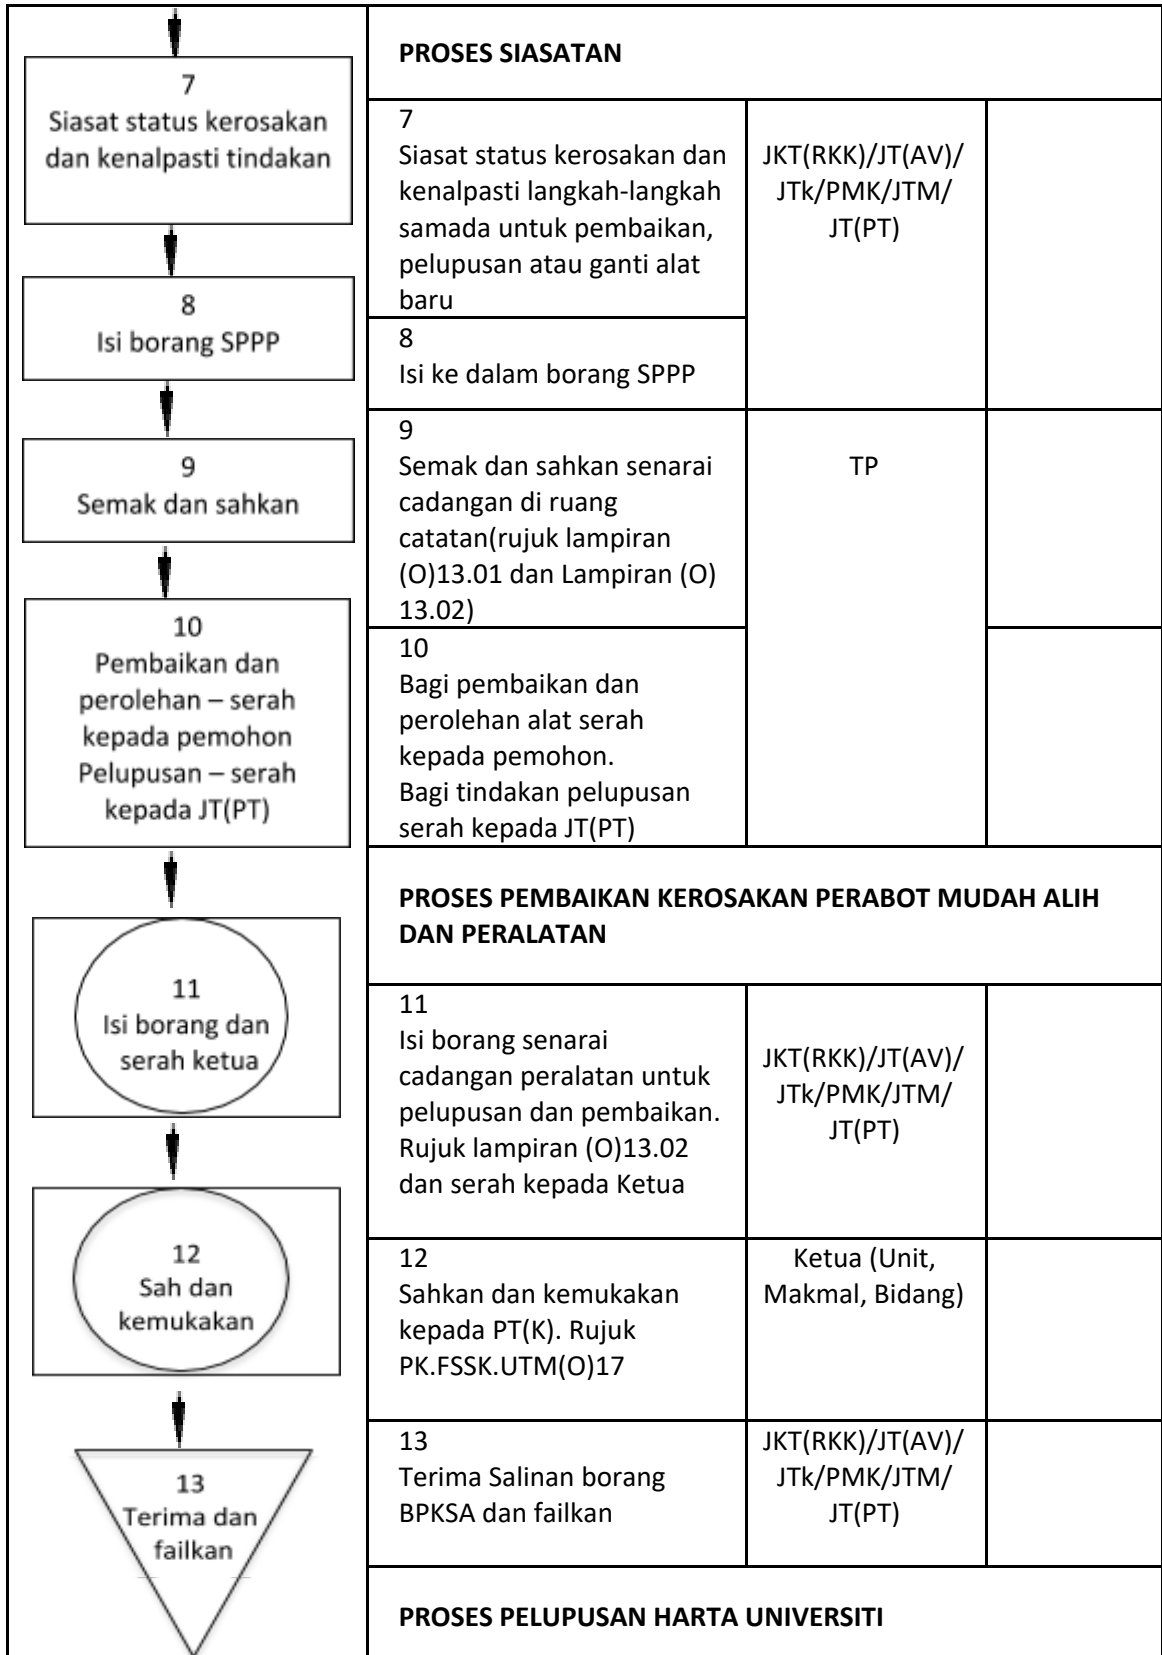 7
Siasat status kerosakan
dan kenalpasti tindakan
8
Isi borang SPPP
9
Semak dan sahkan
10
Pembaikan dan
perolehan – serah
kepada pemohon
Pelupusan – serah
kepada JT(PT)
11
Isi borang dan
serah ketua
12
Sah dan
kemukakan
13
Terima dan
failkan
PROSES SIASATAN
7
Siasat status kerosakan dan
kenalpasti langkah-langkah
samada untuk pembaikan,
pelupusan atau ganti alat
baru
JKT(RKK)/JT(AV)/
JTk/PMK/JTM/
JT(PT)
8
Isi ke dalam borang SPPP
9
Semak dan sahkan senarai
cadangan di ruang
catatan(rujuk lampiran
(O)13.01 dan Lampiran (O)
13.02)
TP
10
Bagi pembaikan dan
perolehan alat serah
kepada pemohon.
Bagi tindakan pelupusan
serah kepada JT(PT)
PROSES PEMBAIKAN KEROSAKAN PERABOT MUDAH ALIH
DAN PERALATAN
11
Isi borang senarai
cadangan peralatan untuk
pelupusan dan pembaikan.
Rujuk lampiran (O)13.02
dan serah kepada Ketua
JKT(RKK)/JT(AV)/
JTk/PMK/JTM/
JT(PT)
12
Sahkan dan kemukakan
kepada PT(K). Rujuk
PK.FSSK.UTM(O)17
Ketua (Unit,
Makmal, Bidang)
13
Terima Salinan borang
BPKSA dan failkan
JKT(RKK)/JT(AV)/
JTk/PMK/JTM/
JT(PT)
PROSES PELUPUSAN HARTA UNIVERSITI